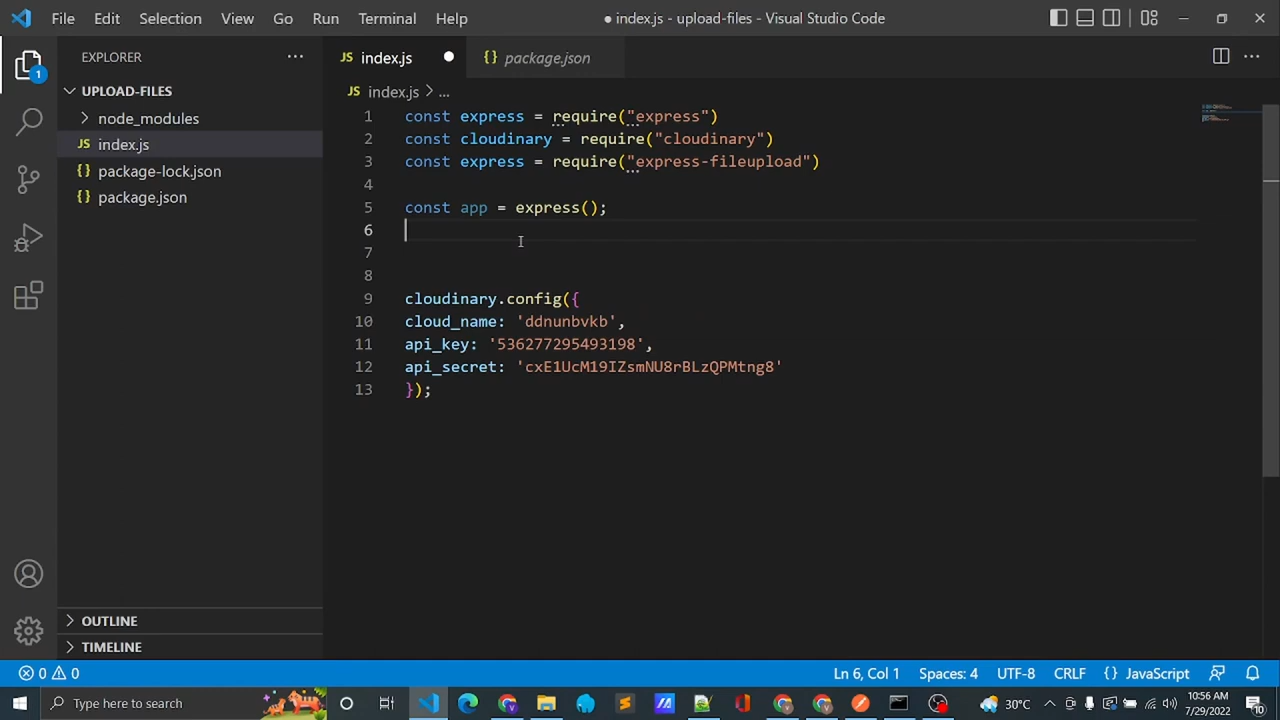 File Edit Selection View Go Run Terminal Help
● index.js - upload-files - Visual Studio Code
EXPLORER
UPLOAD-FILES
node_modules
JS index.js
{} package-lock.json
{} package.json
OUTLINE
TIMELINE
1
JS index.js
{} package.json
JS index.js > ...
1 const express = require("express")
2 const cloudinary = require("cloudinary")
3 const express = require("express-fileupload")
4
5 const app = express();
6
7
8
9 cloudinary.config({
10 cloud_name: 'ddnunbvkb',
11 api_key: '536277295493198',
12 api_secret: 'cxE1UcM19IZsmNU8rBLzQPMtng8'
13 });
0 0 Ln 6, Col 1 Spaces: 4 UTF-8 CRLF {} JavaScript
Type here to search
30°C
10:56 AM
7/29/2022